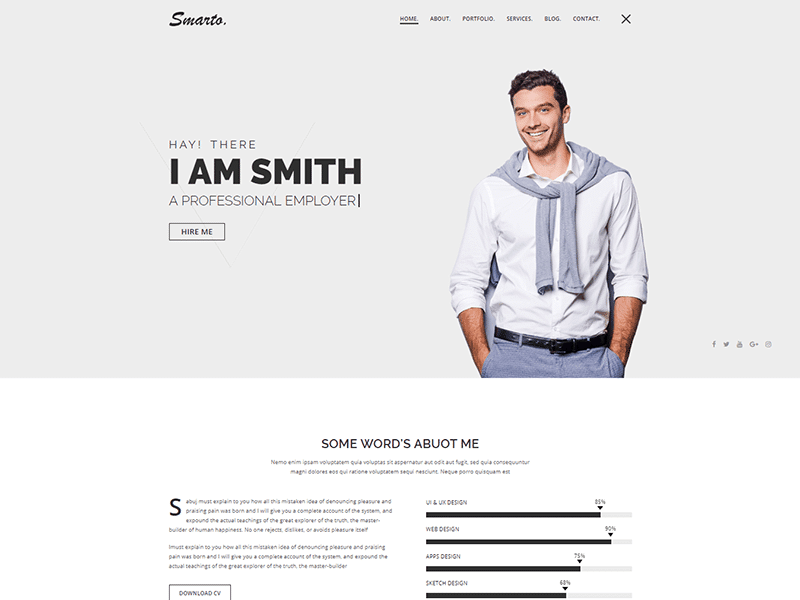 Smarto.
HOME. ABOUT. PORTFOLIO. SERVICES. BLOG. CONTACT.
HAY! THERE
I AM SMITH
A PROFESSIONAL EMPLOYER
HIRE ME
SOME WORD'S ABUOT ME
Nemo enim ipsam voluptatem quia voluptas sit aspernatur aut odit aut fugit, sed quia consequuntur
magni dolores eos qui ratione voluptatem sequi nesciunt. Neque porro quisquam est
Sabuj must explain to you how all this mistaken idea of denouncing pleasure and
praising pain was born and I will give you a complete account of the system, and
expound the actual teachings of the great explorer of the truth, the master-
builder of human happiness. No one rejects, dislikes, or avoids pleasure itself
Imust explain to you how all this mistaken idea of denouncing pleasure and praising
pain was born and I will give you a complete account of the system, and expound the
actual teachings of the great explorer of the truth, the master-builder
DOWNLOAD CV
UI & UX DESIGN 85%
WEB DESIGN 90%
APPS DESIGN 75%
SKETCH DESIGN 68%